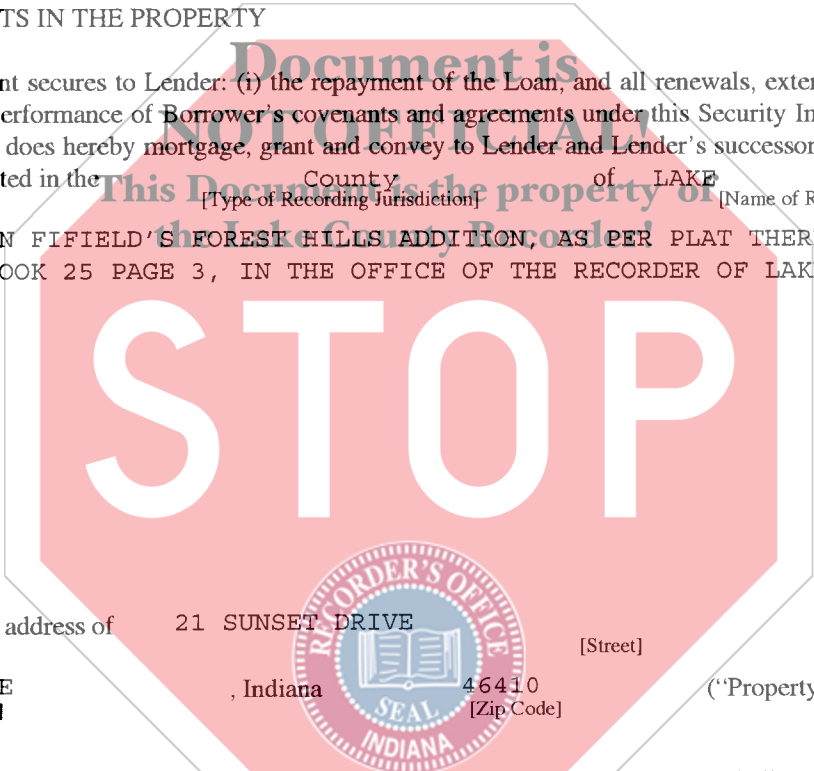 TS IN THE PROPERTY
Document is
nt secures to Lender: (i) the repayment of the Loan, and all renewals, exter
NOT OFFICIAL!
erformance of Borrower's covenants and agreements under this Security In
does hereby mortgage, grant and convey to Lender and Lender's successor
ted in the County of LAKE
This Document is the property of
[Type of Recording Jurisdiction] [Name of R
the Lake County Recorder!
N FIFIELD'S FOREST HILLS ADDITION, AS PER PLAT THER
OOK 25 PAGE 3, IN THE OFFICE OF THE RECORDER OF LAK
STOP
address of 21 SUNSET DRIVE
[Street]
E , Indiana 46410 ("Property
] [Zip Code]
RECORDER'S OFFICE
SEAL
INDIANA